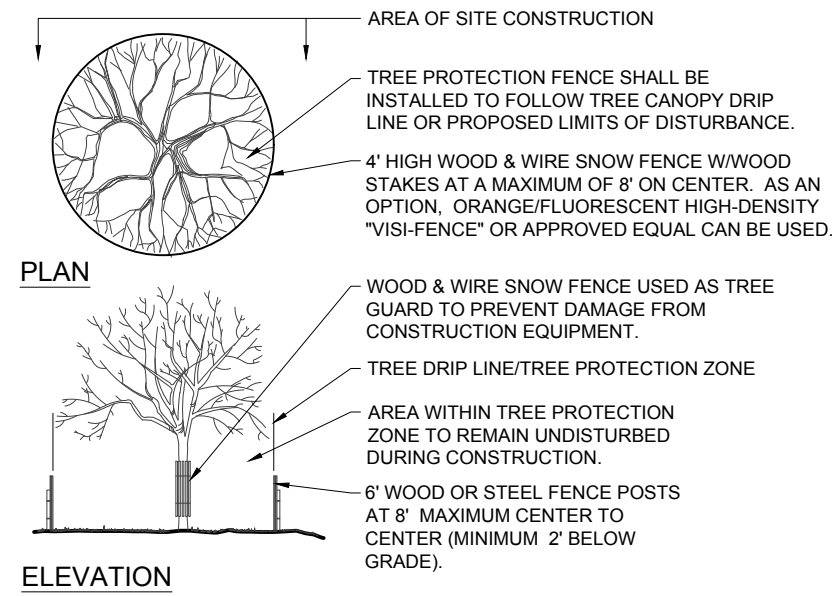 AREA OF SITE CONSTRUCTION
TREE PROTECTION FENCE SHALL BE
INSTALLED TO FOLLOW TREE CANOPY DRIP
LINE OR PROPOSED LIMITS OF DISTURBANCE.
4' HIGH WOOD & WIRE SNOW FENCE W/WOOD
STAKES AT A MAXIMUM OF 8' ON CENTER. AS AN
OPTION, ORANGE/FLUORESCENT HIGH-DENSITY
"VISI-FENCE" OR APPROVED EQUAL CAN BE USED.
PLAN
WOOD & WIRE SNOW FENCE USED AS TREE
GUARD TO PREVENT DAMAGE FROM
CONSTRUCTION EQUIPMENT.
TREE DRIP LINE/TREE PROTECTION ZONE
AREA WITHIN TREE PROTECTION
ZONE TO REMAIN UNDISTURBED
DURING CONSTRUCTION.
6' WOOD OR STEEL FENCE POSTS
AT 8' MAXIMUM CENTER TO
CENTER (MINIMUM 2' BELOW
GRADE).
ELEVATION